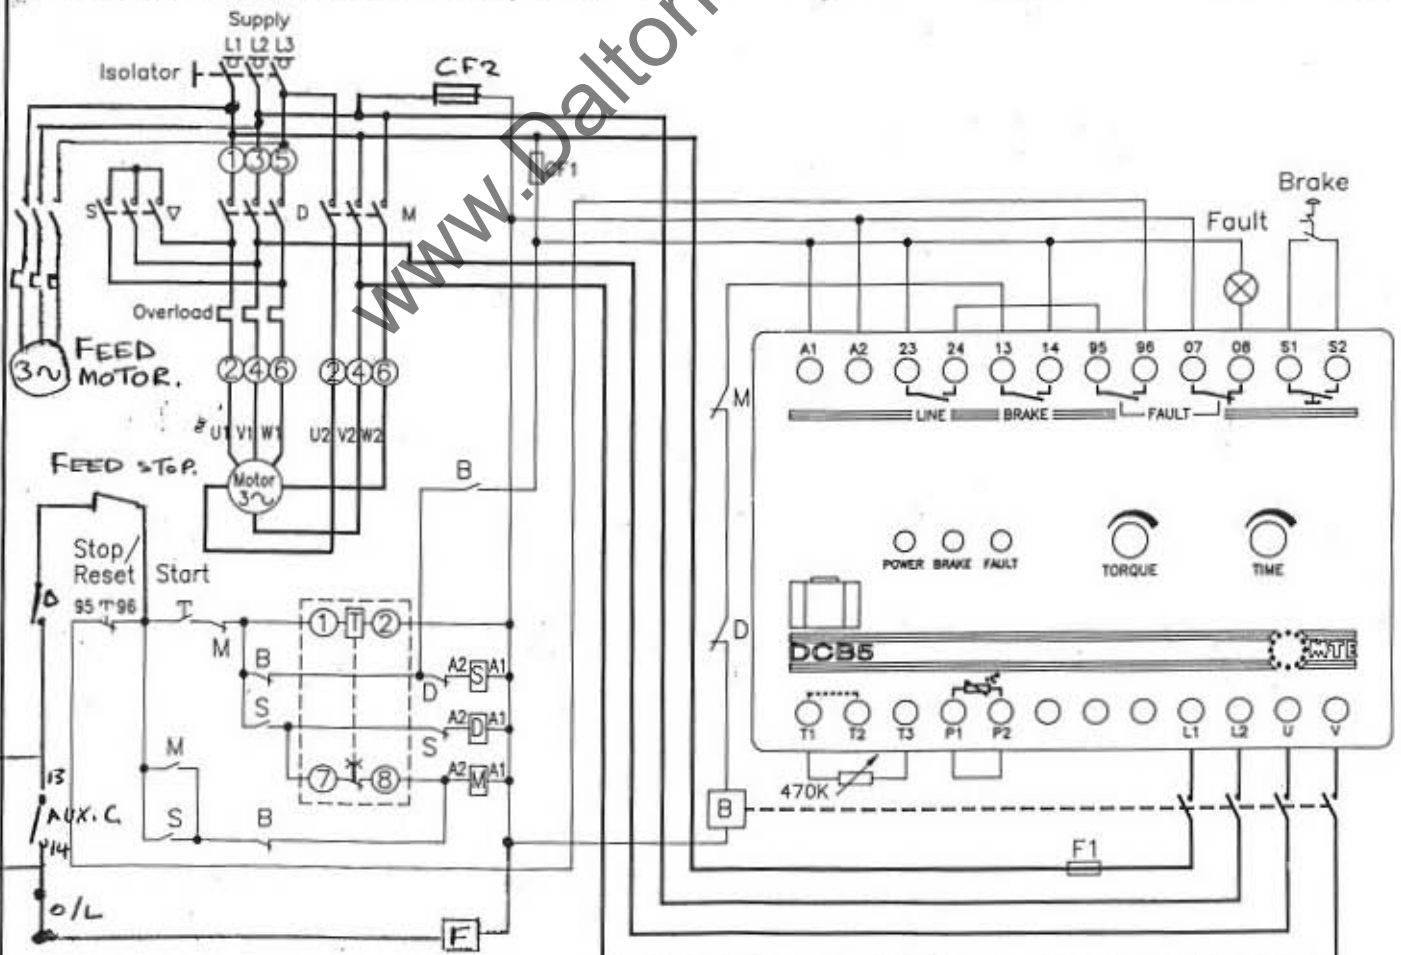 Supply
L1 L2 L3
Isolator
CF2
www.Dalton
1 3 5
CF1
S ▽ D M
Brake
Fault
Overload
A1 A2 23 24 13 14 95 96 07 08 S1 S2
FEED
MOTOR.
3~
2 4 6 2 4 6
M
LINE BRAKE FAULT
U1 V1 W1 U2 V2 W2
FEED STOP.
B
Motor
3~
POWER BRAKE FAULT
TORQUE TIME
Stop/
Reset Start
D
95 T 96 T
M
1 T 2
D
DCB5 MTE
B D A2 S A1
S S A2 D A1
T1 T2 T3 P1 P2 L1 L2 U V
M 7 8 A2 M A1
13
470K
AUX. C.
B
S B
14
F1
O/L
F